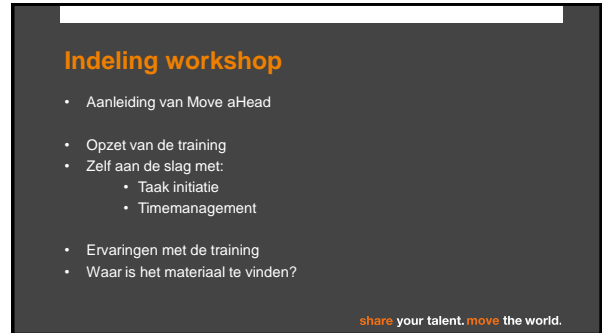 Indeling workshop
• Aanleiding van Move aHead
• Opzet van de training
• Zelf aan de slag met:
• Taak initiatie
• Timemanagement
• Ervaringen met de training
• Waar is het materiaal te vinden?
share your talent. move the world.